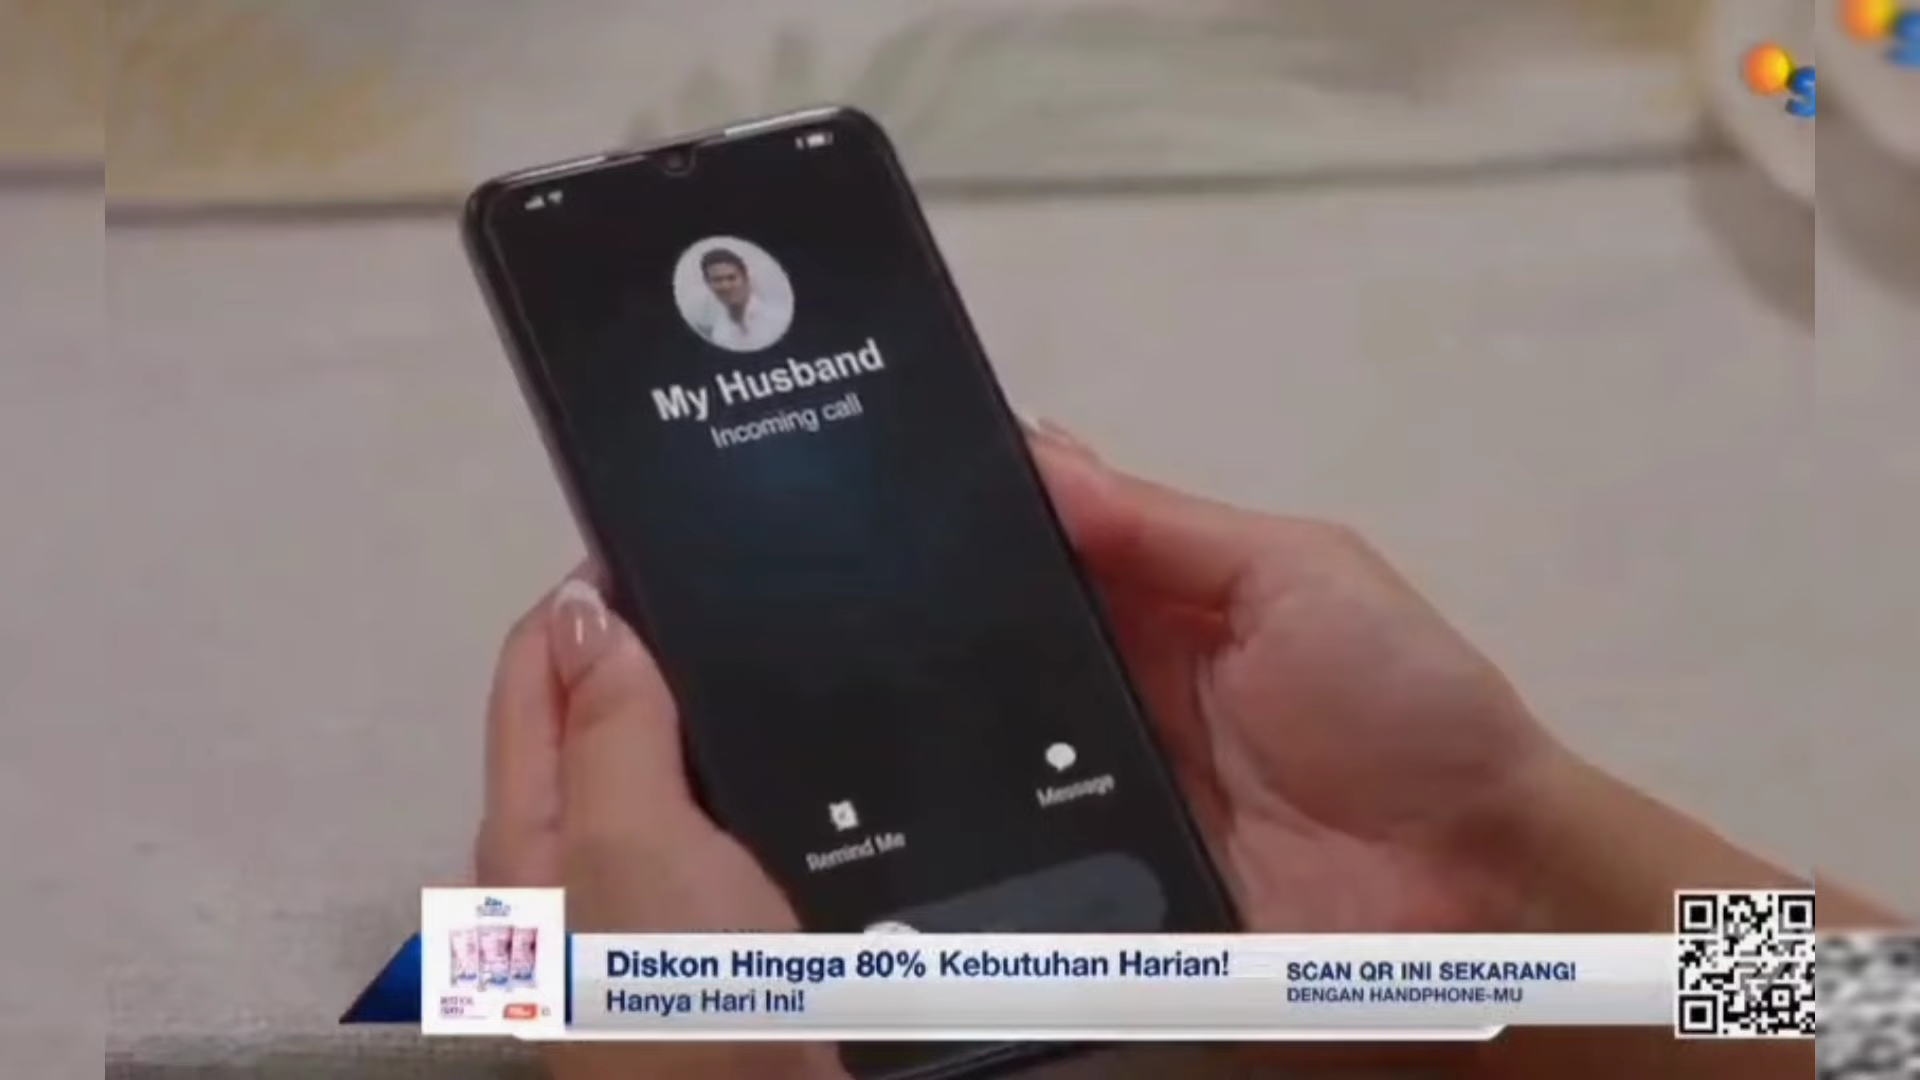 My Husband
Incoming call
Message
Remind Me
Diskon Hingga 80% Kebutuhan Harian!
Hanya Hari Ini!
SCAN QR INI SEKARANG!
DENGAN HANDPHONE-MU